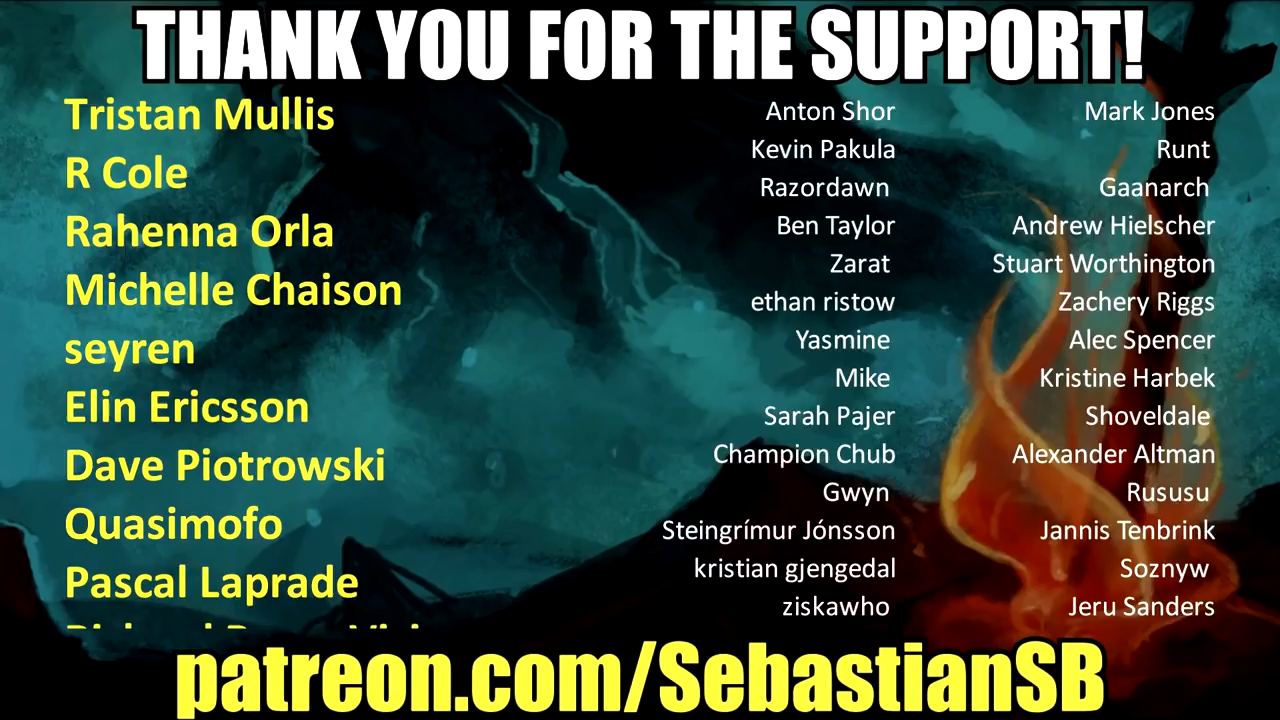 THANK YOU FOR THE SUPPORT!
Tristan Mullis
R Cole
Rahenna Orla
Michelle Chaison
seyren
Elin Ericsson
Dave Piotrowski
Quasimofo
Pascal Laprade
Anton Shor
Kevin Pakula
Razordawn
Ben Taylor
Zarat
ethan ristow
Yasmine
Mike
Sarah Pajer
Champion Chub
Gwyn
Steingrímur Jónsson
kristian gjengedal
ziskawho
Mark Jones
Runt
Gaanarch
Andrew Hielscher
Stuart Worthington
Zachery Riggs
Alec Spencer
Kristine Harbek
Shoveldale
Alexander Altman
Rususu
Jannis Tenbrink
Soznyw
Jeru Sanders
patreon.com/SebastianSB